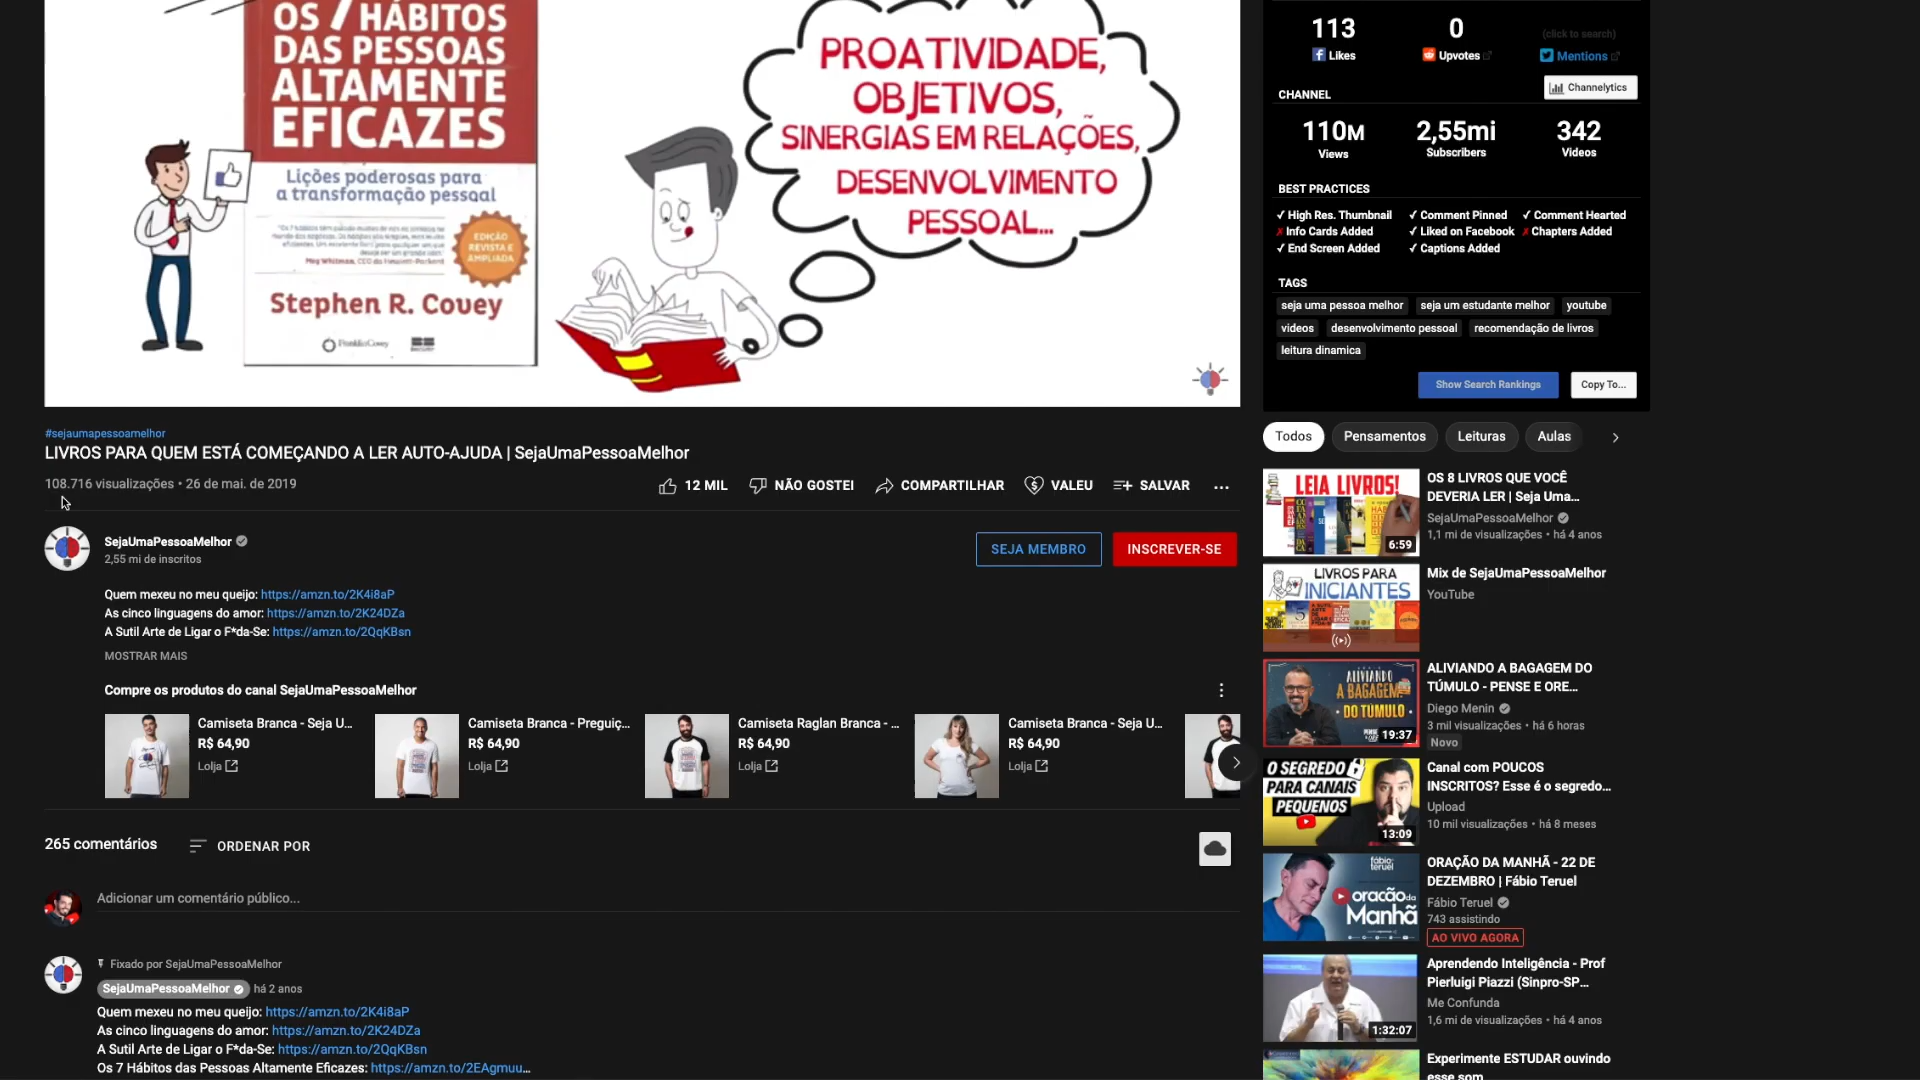 OS 7 HÁBITOS
DAS PESSOAS
ALTAMENTE
EFICAZES
Lições poderosas para
a transformação pessoal
EDIÇÃO
REVISTA E
AMPLIADA
Meg Whitman, CEO da Hewlett-Packard
Stephen R. Covey
FranklinCovey
PROATIVIDADE,
OBJETIVOS,
SINERGIAS EM RELAÇÕES,
DESENVOLVIMENTO
PESSOAL...
#sejaumapessoamelhor
LIVROS PARA QUEM ESTÁ COMEÇANDO A LER AUTO-AJUDA | SejaUmaPessoaMelhor
108.716 visualizações • 26 de mai. de 2019
12 MIL
NÃO GOSTEI
COMPARTILHAR
VALEU
SALVAR
SejaUmaPessoaMelhor
2,55 mi de inscritos
SEJA MEMBRO
INSCREVER-SE
Quem mexeu no meu queijo: https://amzn.to/2K4i8aP
As cinco linguagens do amor: https://amzn.to/2K24DZa
A Sutil Arte de Ligar o F*da-Se: https://amzn.to/2QqKBsn
MOSTRAR MAIS
Compre os produtos do canal SejaUmaPessoaMelhor
Camiseta Branca - Seja U...
R$ 64,90
Lolja
Camiseta Branca - Preguiç...
R$ 64,90
Lolja
Camiseta Raglan Branca - ...
R$ 64,90
Lolja
Camiseta Branca - Seja U...
R$ 64,90
Lolja
265 comentários
ORDENAR POR
Adicionar um comentário público...
Fixado por SejaUmaPessoaMelhor
SejaUmaPessoaMelhor há 2 anos
Quem mexeu no meu queijo: https://amzn.to/2K4i8aP
As cinco linguagens do amor: https://amzn.to/2K24DZa
A Sutil Arte de Ligar o F*da-Se: https://amzn.to/2QqKBsn
Os 7 Hábitos das Pessoas Altamente Eficazes: https://amzn.to/2EAgmuu...
113
Likes
0
Upvotes
(click to search)
Mentions
CHANNEL
Channelytics
110M
Views
2,55mi
Subscribers
342
Videos
BEST PRACTICES
✓ High Res. Thumbnail ✓ Comment Pinned ✓ Comment Hearted
✗ Info Cards Added ✓ Liked on Facebook ✗ Chapters Added
✓ End Screen Added ✓ Captions Added
TAGS
seja uma pessoa melhor seja um estudante melhor youtube
videos desenvolvimento pessoal recomendação de livros
leitura dinamica
Show Search Rankings
Copy To...
Todos
Pensamentos
Leituras
Aulas
LEIA LIVROS!
6:59
OS 8 LIVROS QUE VOCÊ
DEVERIA LER | Seja Uma...
SejaUmaPessoaMelhor
1,1 mi de visualizações • há 4 anos
LIVROS PARA
INICIANTES
Mix de SejaUmaPessoaMelhor
YouTube
ALIVIANDO
A BAGAGEM
DO TÚMULO
19:37
ALIVIANDO A BAGAGEM DO
TÚMULO - PENSE E ORE...
Diego Menin
3 mil visualizações • há 6 horas
Novo
O SEGREDO
PARA CANAIS
PEQUENOS
13:09
Canal com POUCOS
INSCRITOS? Esse é o segredo...
Upload
10 mil visualizações • há 8 meses
fábio
teruel
oração da
Manhã
ORAÇÃO DA MANHÃ - 22 DE
DEZEMBRO | Fábio Teruel
Fábio Teruel
743 assistindo
AO VIVO AGORA
1:32:07
Aprendendo Inteligência - Prof
Pierluigi Piazzi (Sinpro-SP...
Me Confunda
1,6 mi de visualizações • há 4 anos
Experimente ESTUDAR ouvindo
esse som